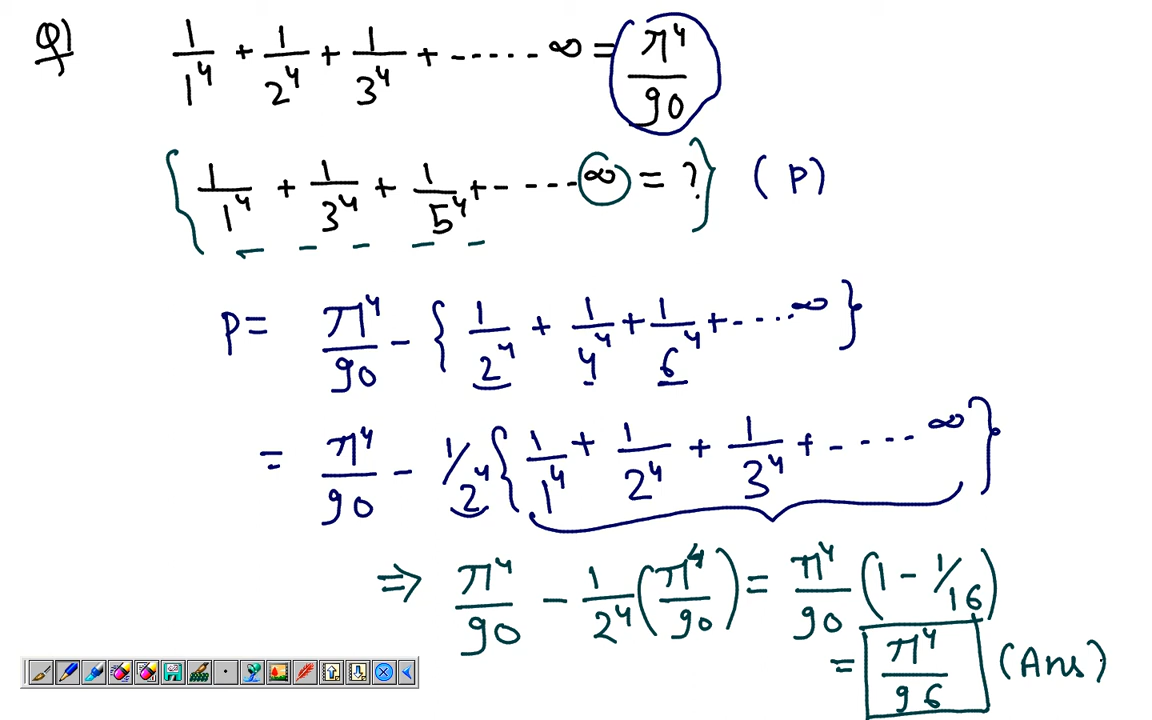 Q) 1/1⁴ + 1/2⁴ + 1/3⁴ + ------ ∞ = π⁴/90
{ 1/1⁴ + 1/3⁴ + 1/5⁴ + ----- ∞ = ? } (P)
P = π⁴/90 - { 1/2⁴ + 1/4⁴ + 1/6⁴ + ----- ∞ }
= π⁴/90 - 1/2⁴ { 1/1⁴ + 1/2⁴ + 1/3⁴ + ----- ∞ }
⇒ π⁴/90 - 1/2⁴ (π⁴/90) = π⁴/90 (1 - 1/16)
= π⁴/96 (Ans)